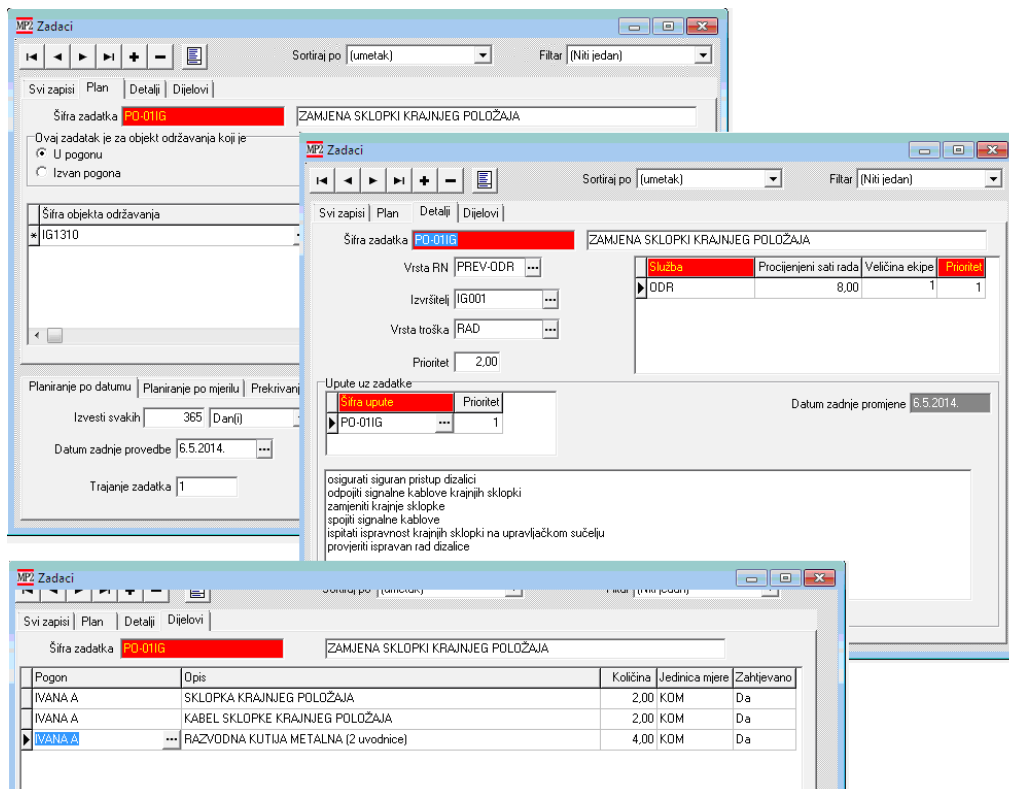 MP2 Zadaci
Sortiraj po (umetak) Filtar (Niti jedan)
Svi zapisi Plan Detalji Dijelovi
Šifra zadatka PO-01IG ZAMJENA SKLOPKI KRAJNJEG POLOŽAJA
Ovaj zadatak je za objekt održavanja koji je
U pogonu
Izvan pogona
Šifra objekta održavanja
* IG1310
Planiranje po datumu Planiranje po mjerilu Prekrivanj
Izvesti svakih 365 Dan(i)
Datum zadnje provedbe 6.5.2014. ...
Trajanje zadatka 1
MP2 Zadaci
Sortiraj po (umetak) Filtar (Niti jedan)
Svi zapisi Plan Detalji Dijelovi
Šifra zadatka PO-01IG ZAMJENA SKLOPKI KRAJNJEG POLOŽAJA
Vrsta RN PREV-ODR ...
Izvršitelj IG001 ...
Vrsta troška RAD ...
Prioritet 2,00
Služba Procijenjeni sati rada Veličina ekipe Prioritet
ODR 8,00 1 1
Upute uz zadatke
Šifra upute Prioritet
PO-01IG ... 1
Datum zadnje promjene 6.5.2014.
osigurati siguran pristup dizalici
odpojiti signalne kablove krajnjih sklopki
zamjeniti krajnje sklopke
spojiti signalne kablove
ispitati ispravnost krajnjih sklopki na upravljačkom sučelju
provjeriti ispravan rad dizalice
MP2 Zadaci
Sortiraj po (umetak) Filtar (Niti jedan)
Svi zapisi Plan Detalji Dijelovi
Šifra zadatka PO-01IG ZAMJENA SKLOPKI KRAJNJEG POLOŽAJA
Pogon Opis Količina Jedinica mjere Zahtjevano
IVANA A SKLOPKA KRAJNJEG POLOŽAJA 2,00 KOM Da
IVANA A KABEL SKLOPKE KRAJNJEG POLOŽAJA 2,00 KOM Da
IVANA A ... RAZVODNA KUTIJA METALNA (2 uvodnice) 4,00 KOM Da